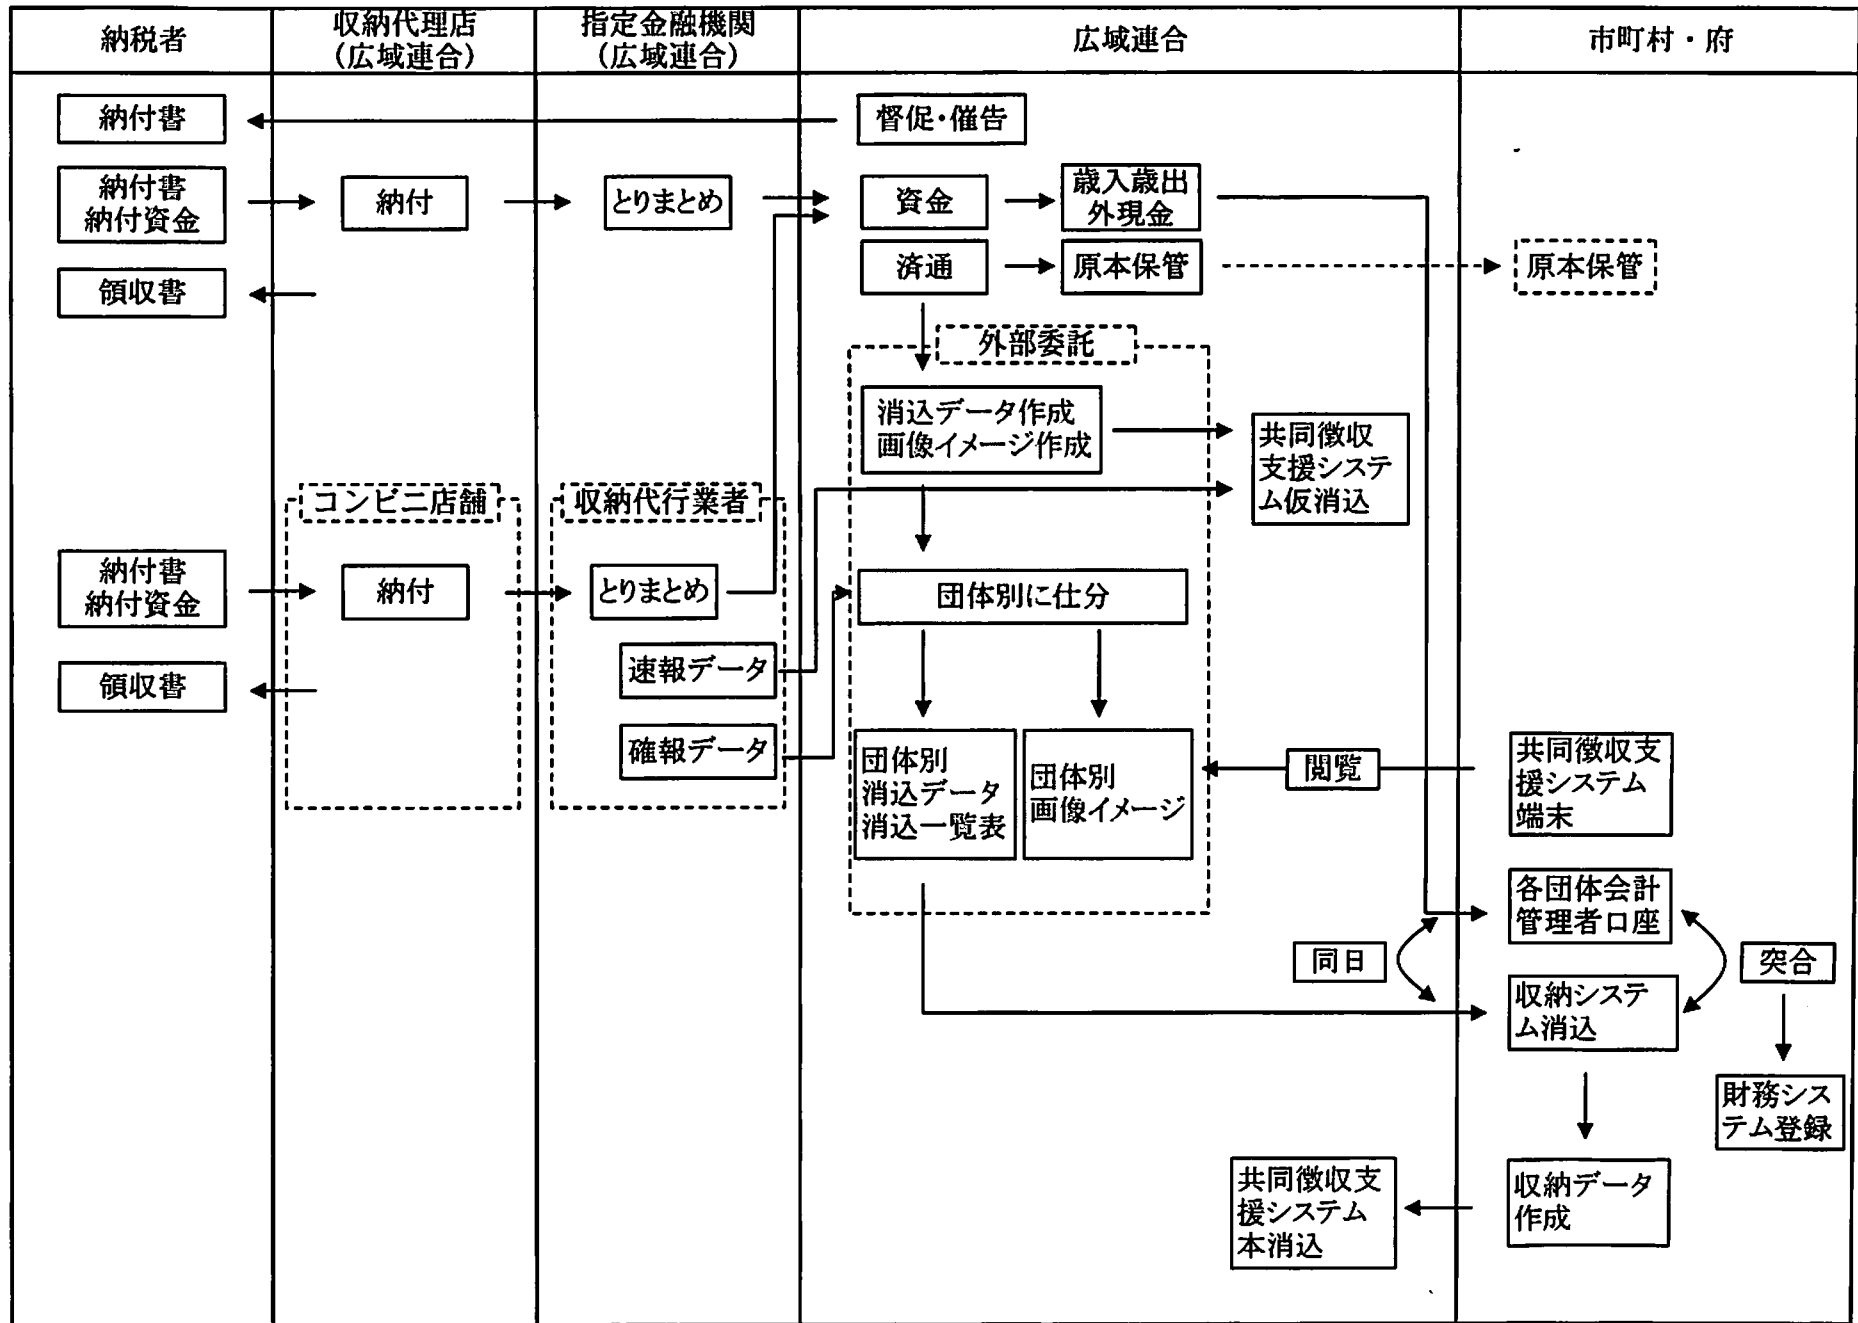 納税者
収納代理店
(広域連合)
指定金融機関
(広域連合)
広域連合
市町村・府
納付書
督促・催告
納付書
納付資金
納付
とりまとめ
資金
歳入歳出
外現金
領収書
済通
原本保管
原本保管
外部委託
消込データ作成
画像イメージ作成
共同徴収
支援システ
ム仮消込
コンビニ店舗
収納代行業者
納付書
納付資金
納付
とりまとめ
団体別に仕分
領収書
速報データ
確報データ
団体別
消込データ
消込一覧表
団体別
画像イメージ
閲覧
共同徴収支
援システム
端末
各団体会計
管理者口座
同日
突合
収納システ
ム消込
財務シス
テム登録
共同徴収支
援システム
本消込
収納データ
作成